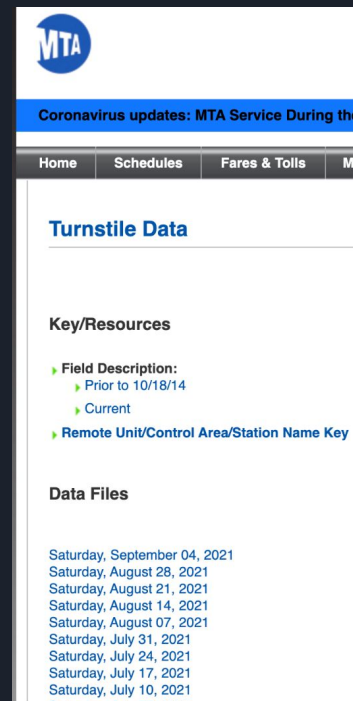 MTA
Coronavirus updates: MTA Service During the
Home Schedules Fares & Tolls M
Turnstile Data
Key/Resources
Field Description:
Prior to 10/18/14
Current
Remote Unit/Control Area/Station Name Key
Data Files
Saturday, September 04, 2021
Saturday, August 28, 2021
Saturday, August 21, 2021
Saturday, August 14, 2021
Saturday, August 07, 2021
Saturday, July 31, 2021
Saturday, July 24, 2021
Saturday, July 17, 2021
Saturday, July 10, 2021